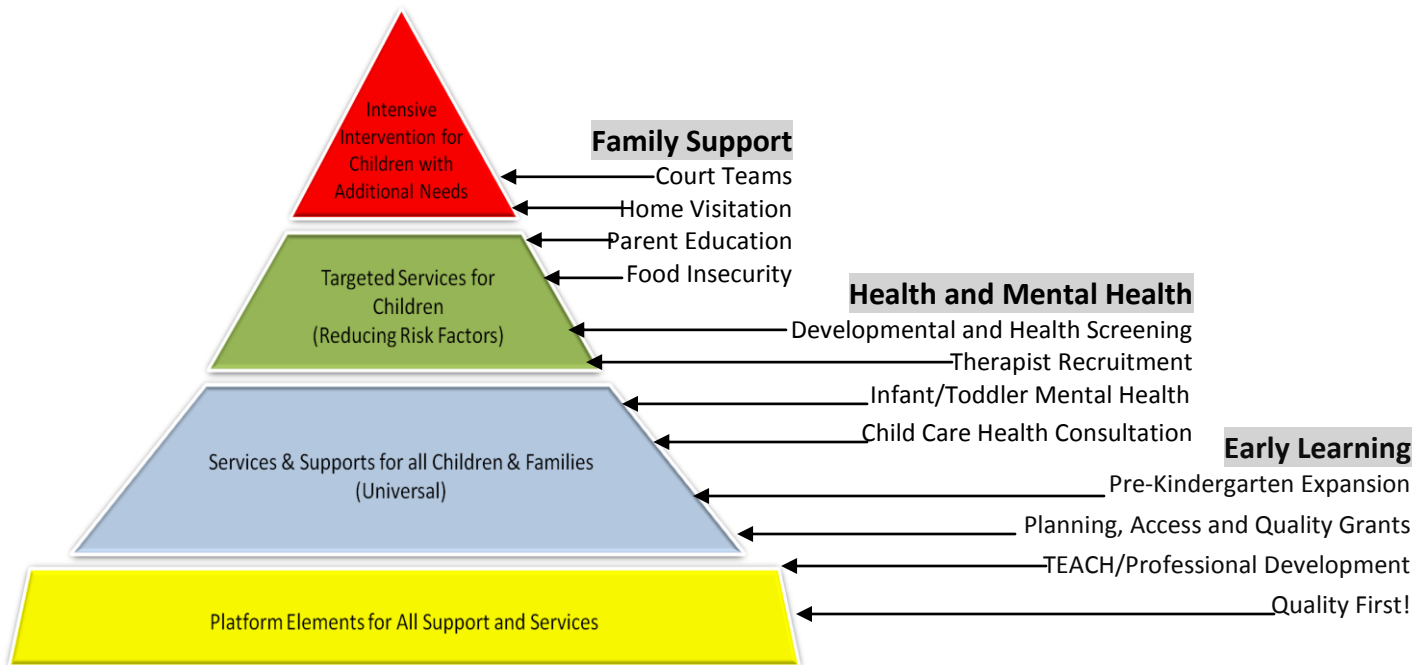 Intensive
Intervention for
Children with
Additional Needs
Family Support
Court Teams
Home Visitation
Parent Education
Food Insecurity
Targeted Services for
Children
(Reducing Risk Factors)
Health and Mental Health
Developmental and Health Screening
Therapist Recruitment
Infant/Toddler Mental Health
Child Care Health Consultation
Services & Supports for all Children & Families
(Universal)
Early Learning
Pre-Kindergarten Expansion
Planning, Access and Quality Grants
TEACH/Professional Development
Quality First!
Platform Elements for All Support and Services